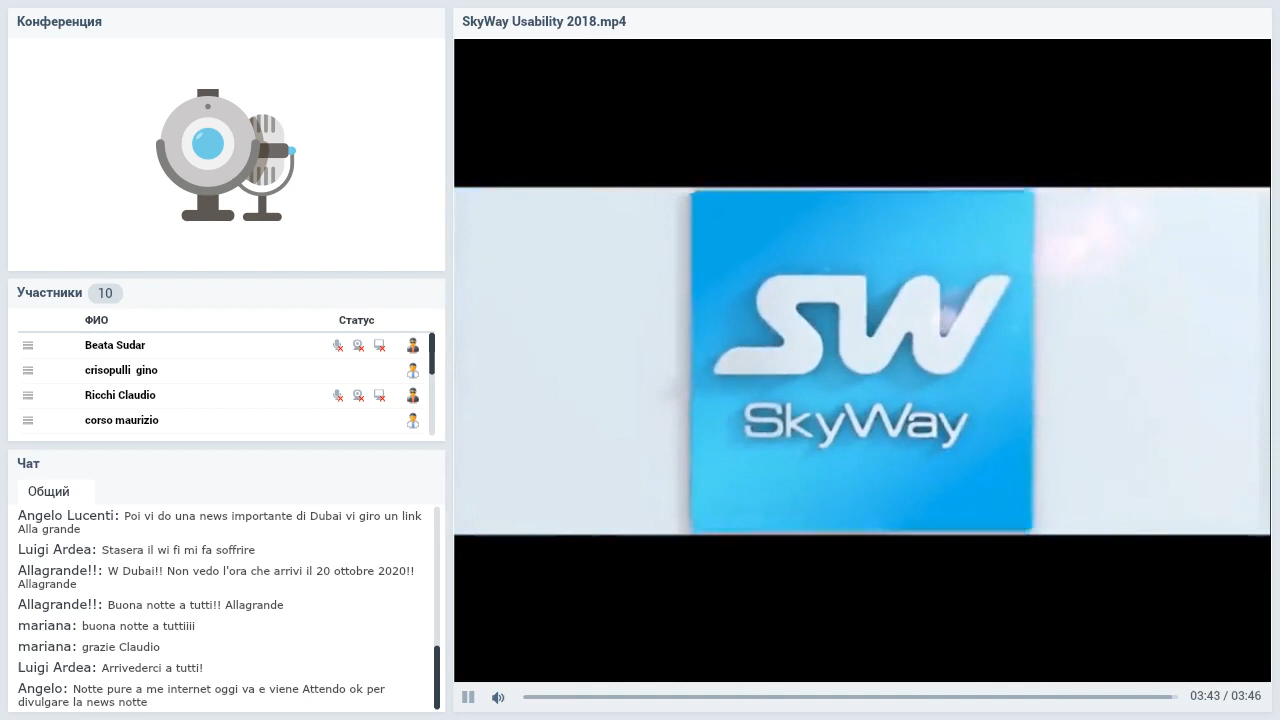 Конференция
Участники 10
ФИО Статус
Beata Sudar
crisopulli gino
Ricchi Claudio
corso maurizio
Чат
Общий
Angelo Lucenti: Poi vi do una news importante di Dubai vi giro un link
Alla grande
Luigi Ardea: Stasera il wi fi mi fa soffrire
Allagrande!!: W Dubai!! Non vedo l'ora che arrivi il 20 ottobre 2020!!
Allagrande
Allagrande!!: Buona notte a tutti!! Allagrande
mariana: buona notte a tuttiiii
mariana: grazie Claudio
Luigi Ardea: Arrivederci a tutti!
Angelo: Notte pure a me internet oggi va e viene Attendo ok per
divulgare la news notte
SkyWay Usability 2018.mp4
SW
SkyWay
03:43 / 03:46